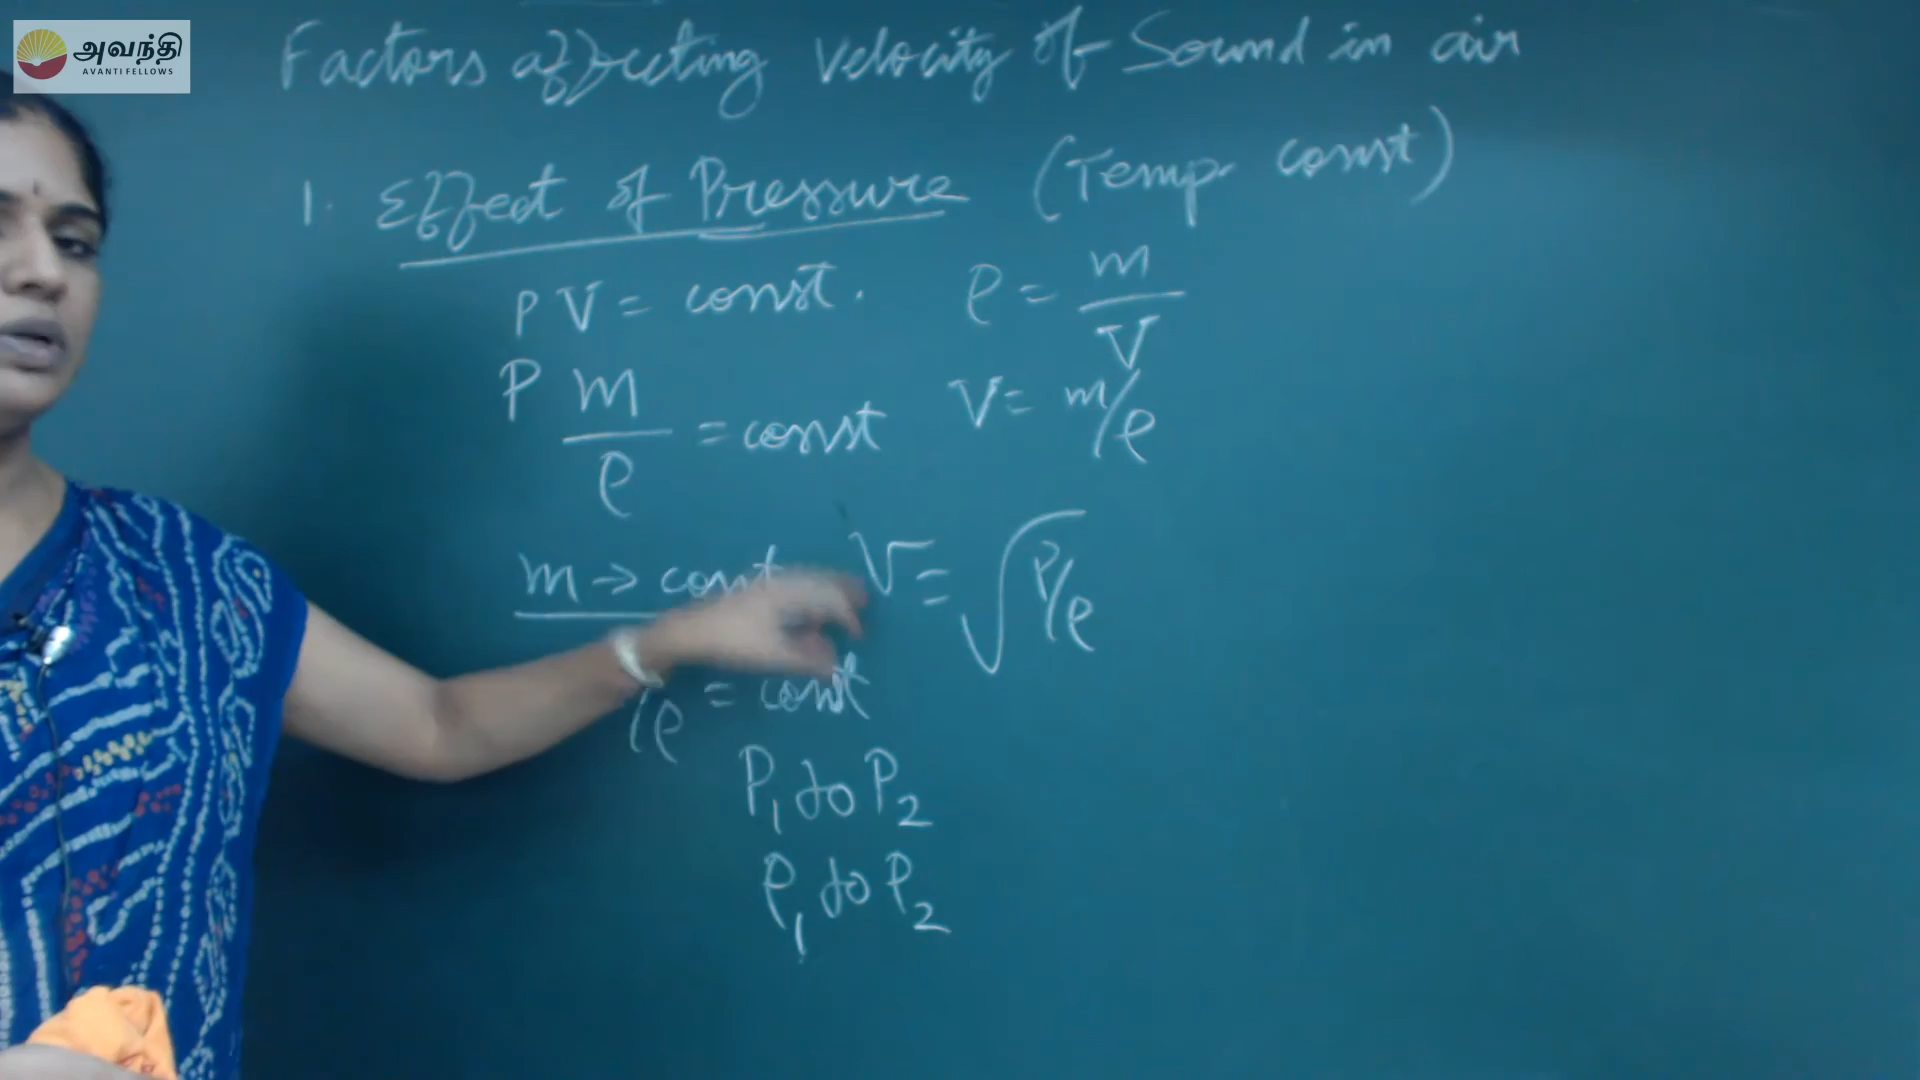 அவந்தி
AVANTI FELLOWS
Factors affecting velocity of Sound in air
1. Effect of Pressure (Temp. const)
PV = const. ρ = m/V
P m/ρ = const V = m/ρ
m → const V = √P/ρ
/ρ = const
P₁ to P₂
ρ₁ to ρ₂